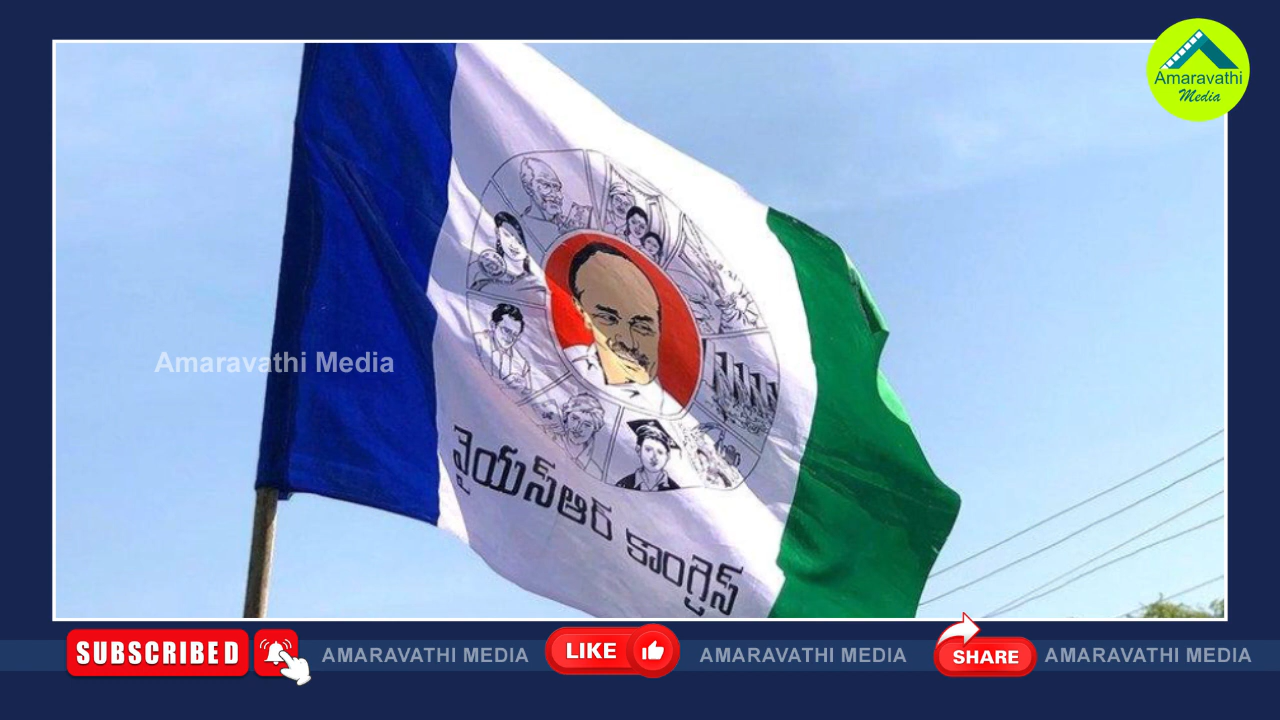 Amaravathi
Media
Amaravathi Media
వైయస్ఆర్ కాంగ్రెస్
SUBSCRIBED
AMARAVATHI MEDIA
LIKE
AMARAVATHI MEDIA
SHARE
AMARAVATHI MEDIA